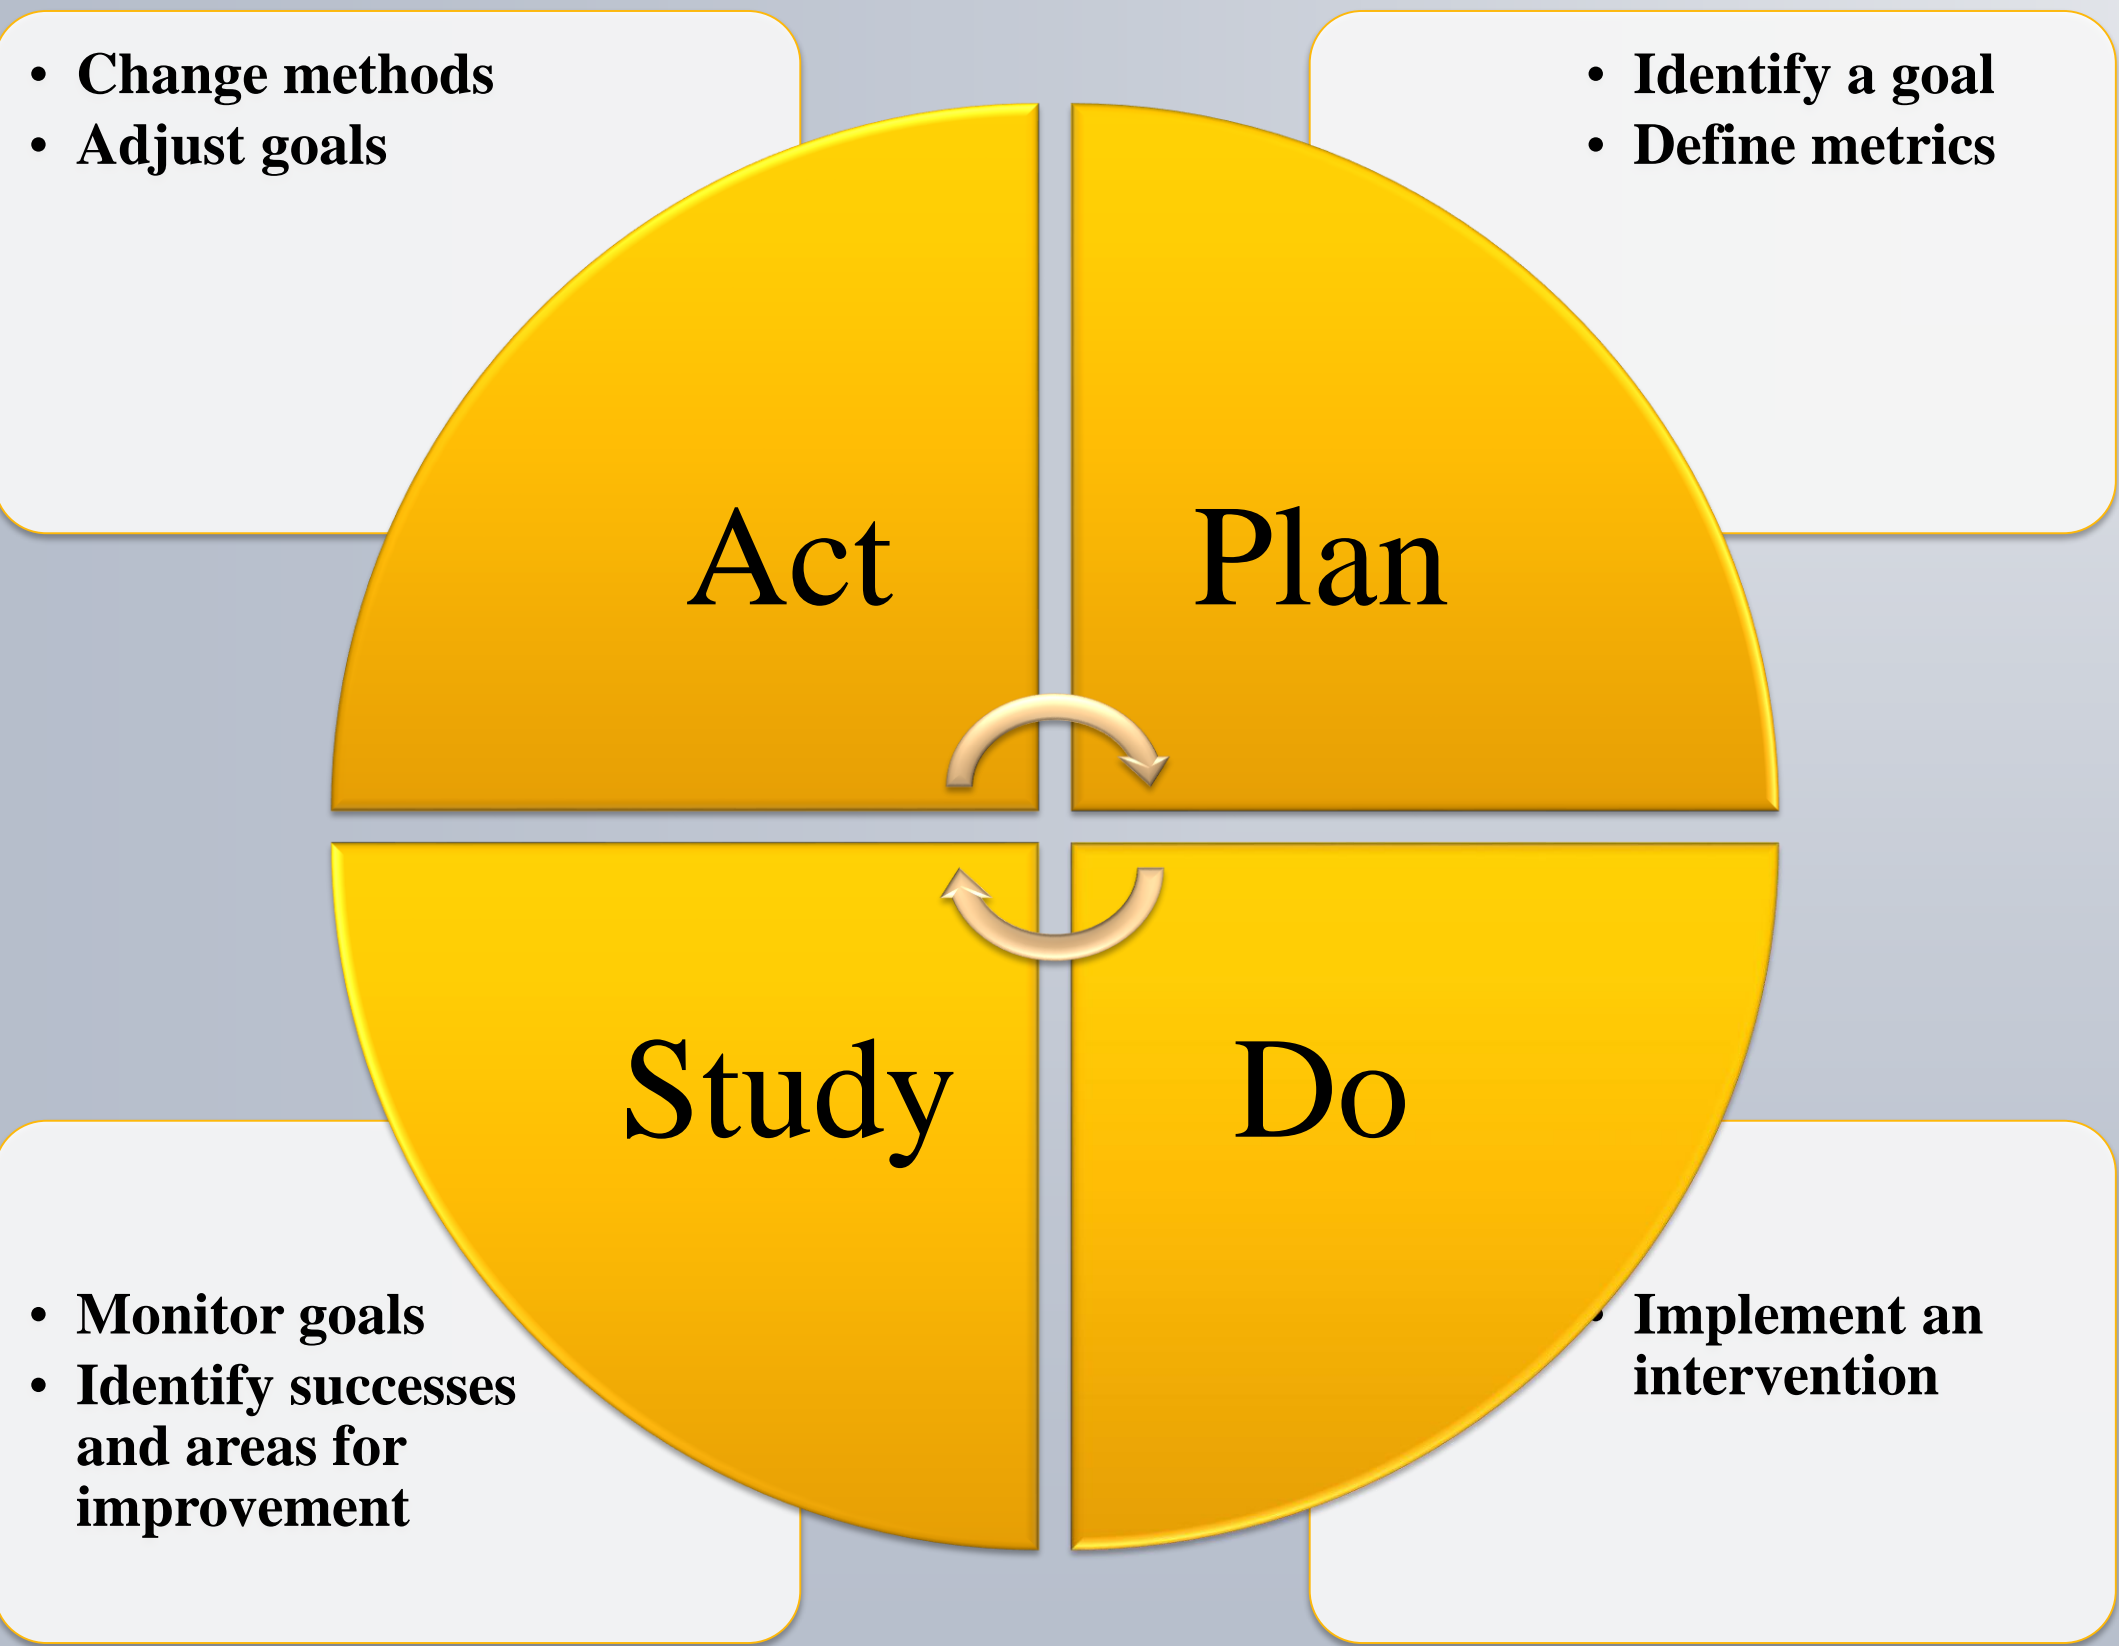 • Change methods
• Adjust goals
• Identify a goal
• Define metrics
Act
Plan
Study
Do
• Monitor goals
• Identify successes
and areas for
improvement
• Implement an
intervention